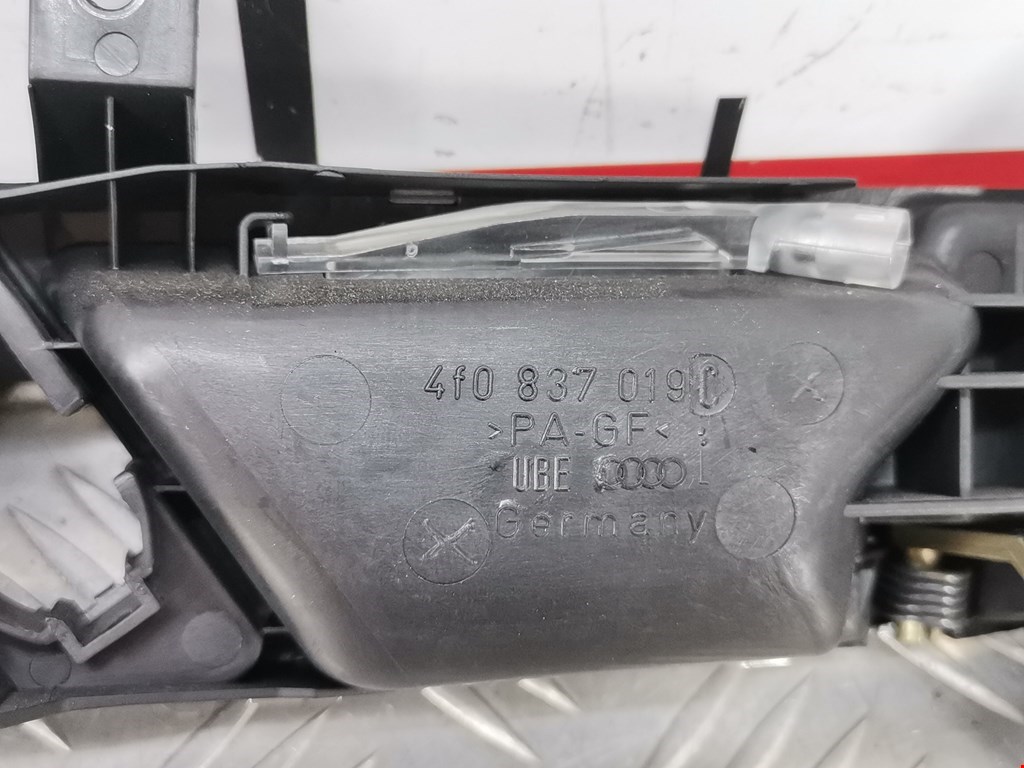 4f0 837 019 C
>PA-GF<
UBE
Germany